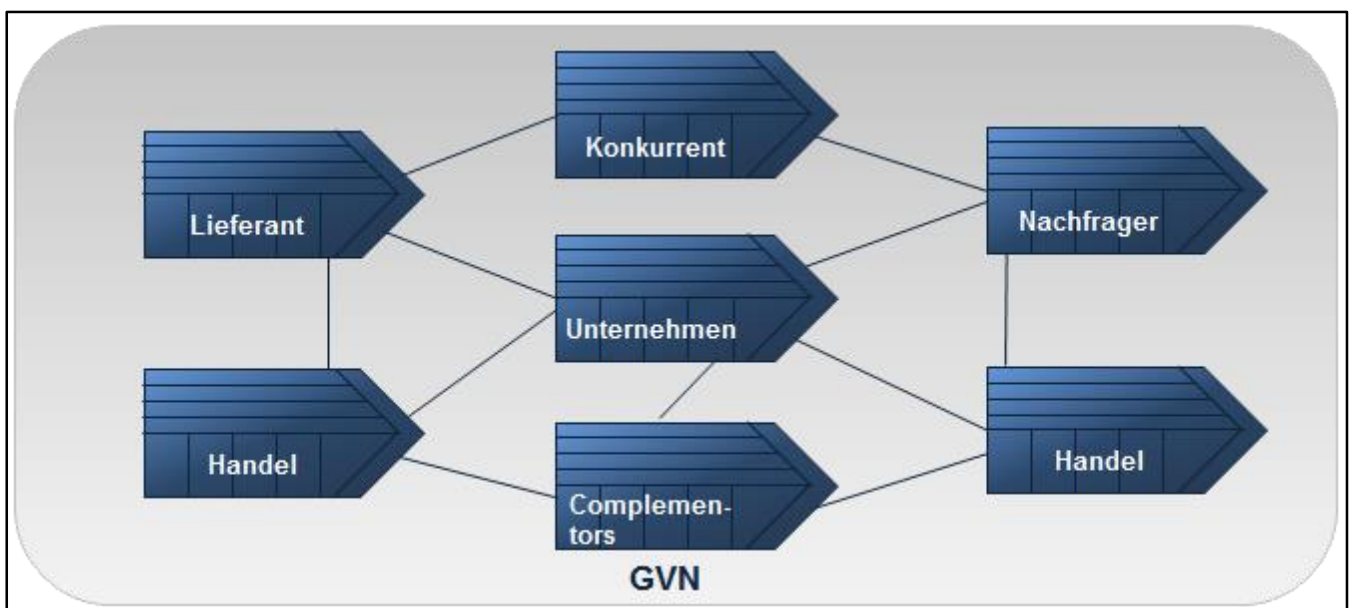 Konkurrent
Lieferant
Nachfrager
Unternehmen
Handel
Handel
Complemen-
tors
GVN